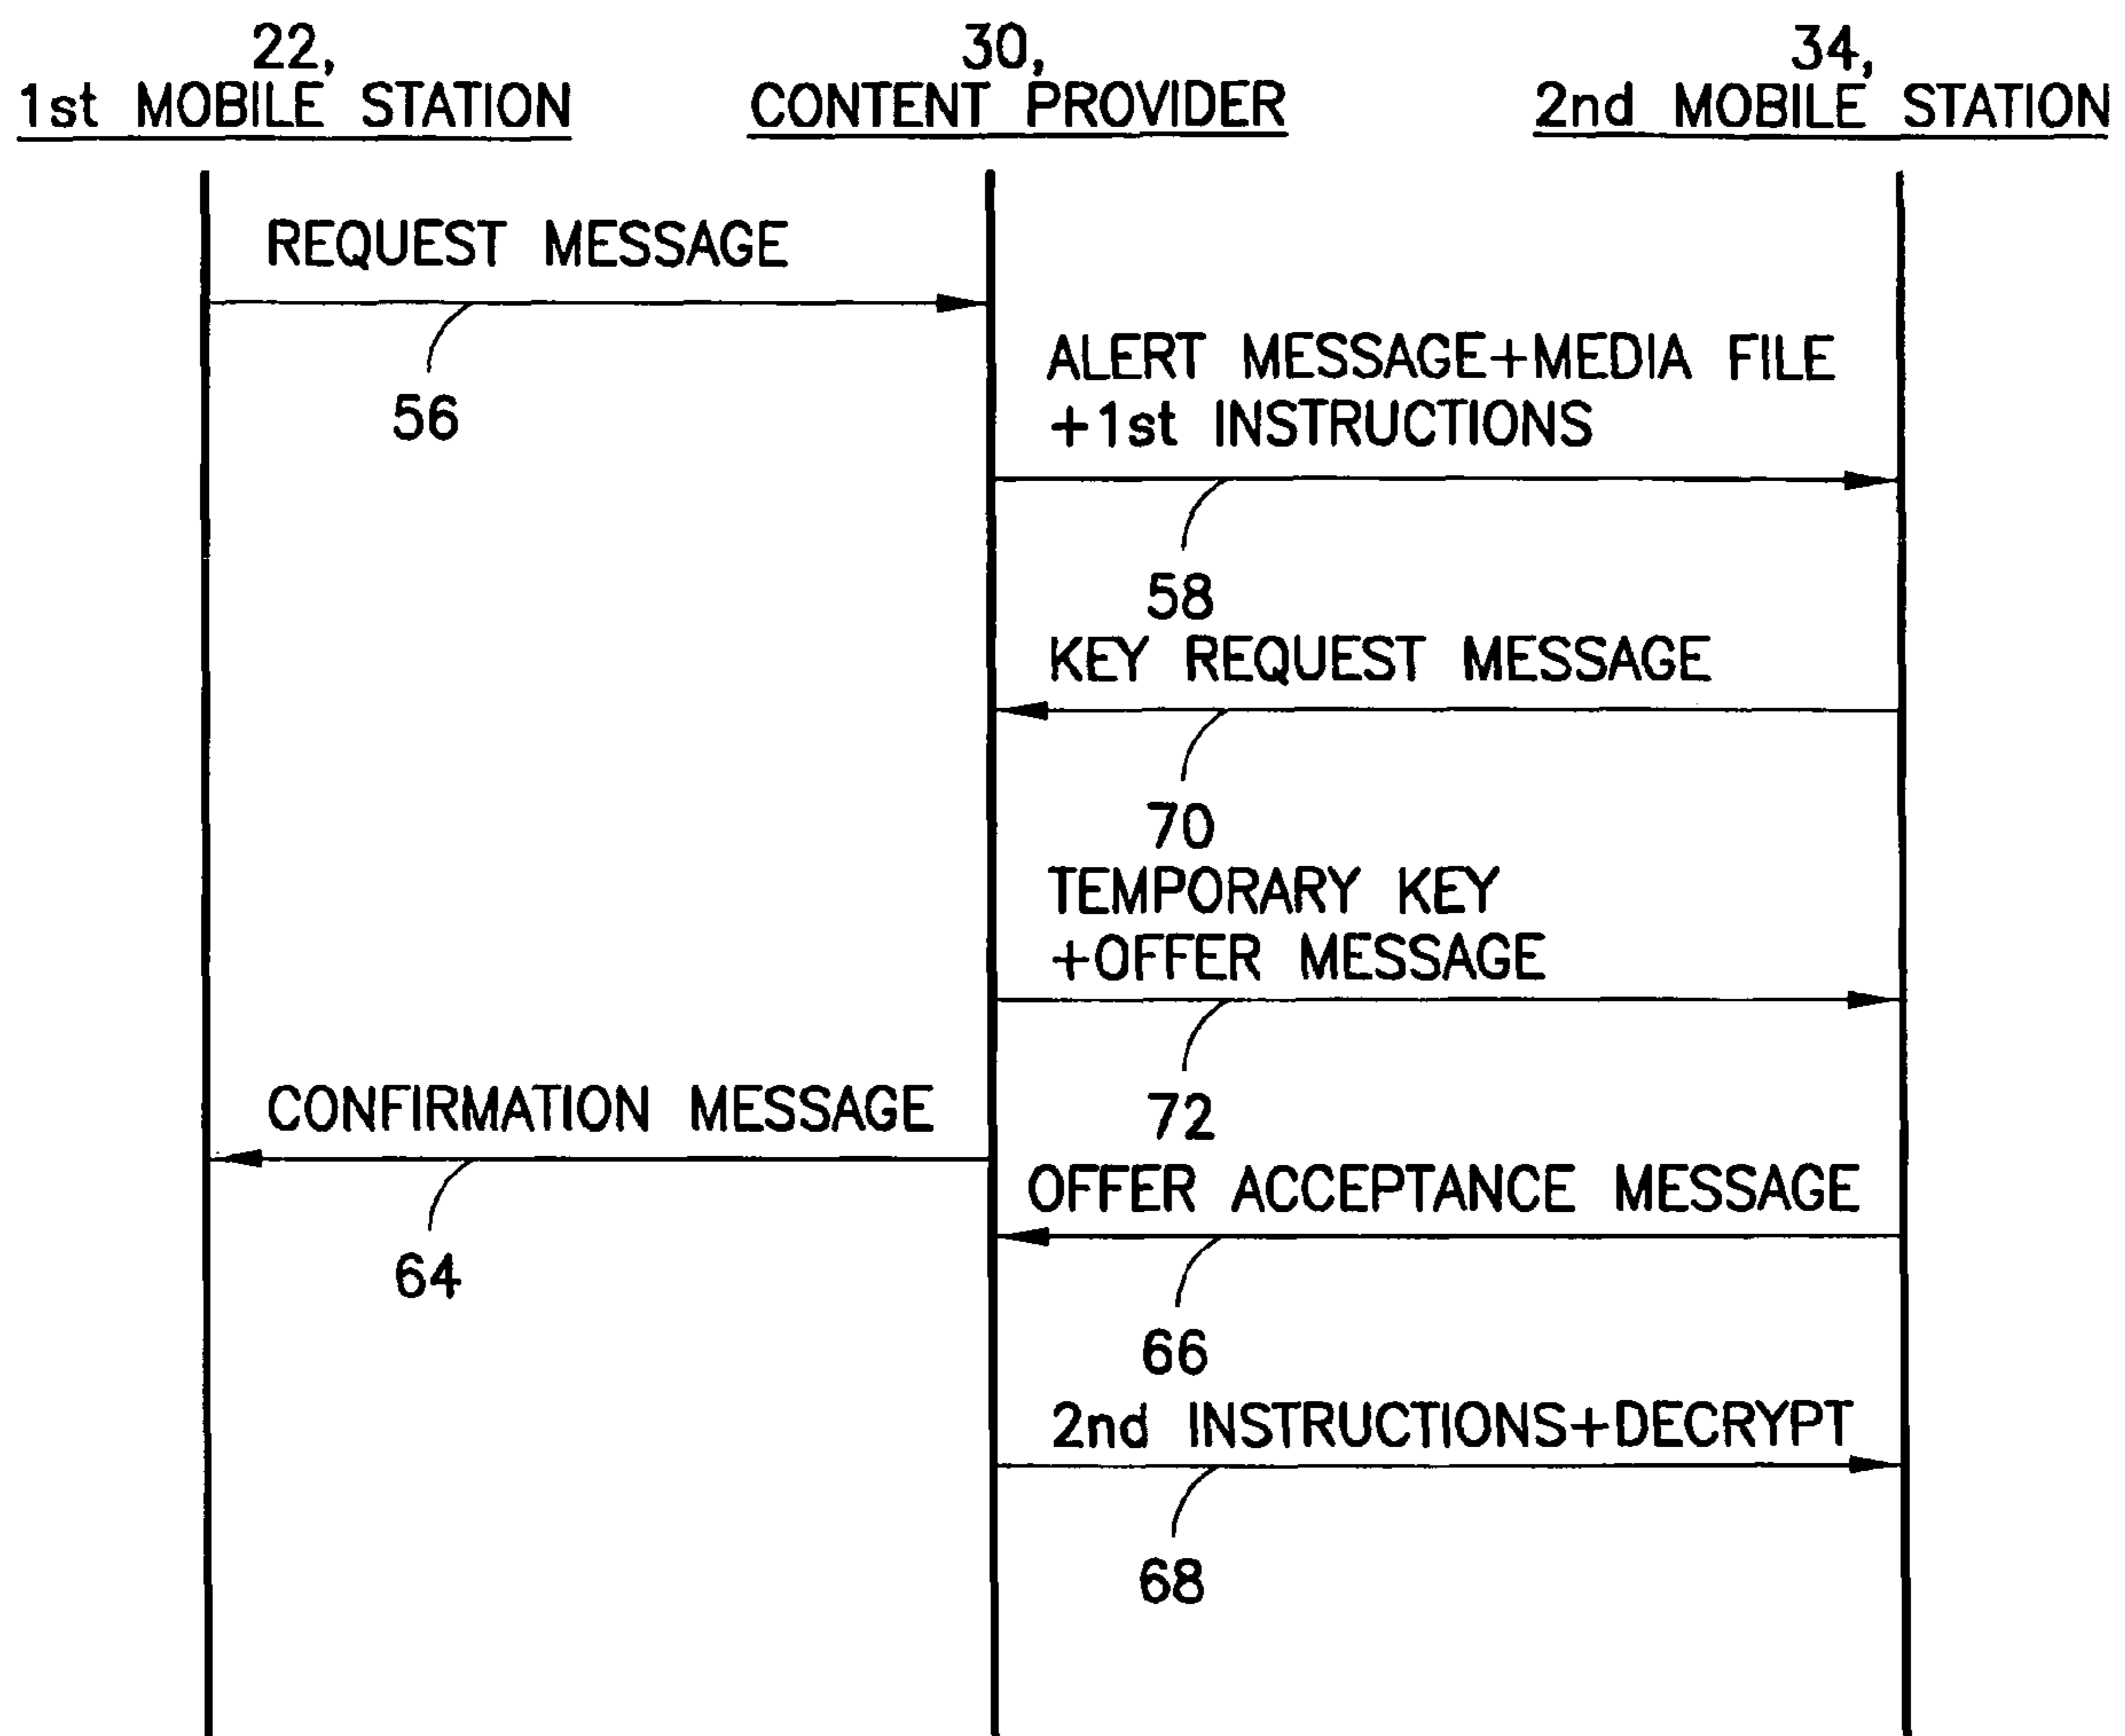 22,
1st MOBILE STATION
30,
CONTENT PROVIDER
34,
2nd MOBILE STATION
REQUEST MESSAGE
56
ALERT MESSAGE+MEDIA FILE
+1st INSTRUCTIONS
58
KEY REQUEST MESSAGE
70
TEMPORARY KEY
+OFFER MESSAGE
72
CONFIRMATION MESSAGE
64
OFFER ACCEPTANCE MESSAGE
66
2nd INSTRUCTIONS+DECRYPT
68